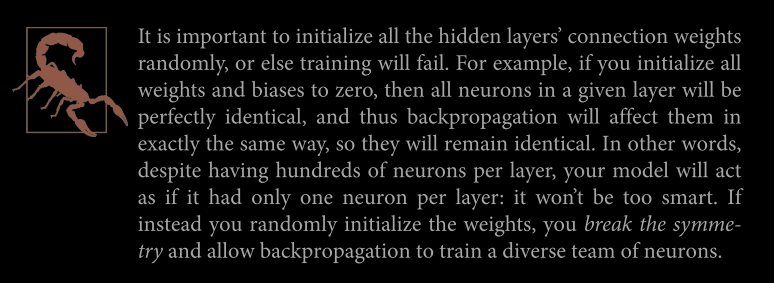 It is important to initialize all the hidden layers’ connection weights
randomly, or else training will fail. For example, if you initialize all
weights and biases to zero, then all neurons in a given layer will be
perfectly identical, and thus backpropagation will affect them in
exactly the same way, so they will remain identical. In other words,
despite having hundreds of neurons per layer, your model will act
as if it had only one neuron per layer: it won’t be too smart. If
instead you randomly initialize the weights, you break the symme-
try and allow backpropagation to train a diverse team of neurons.